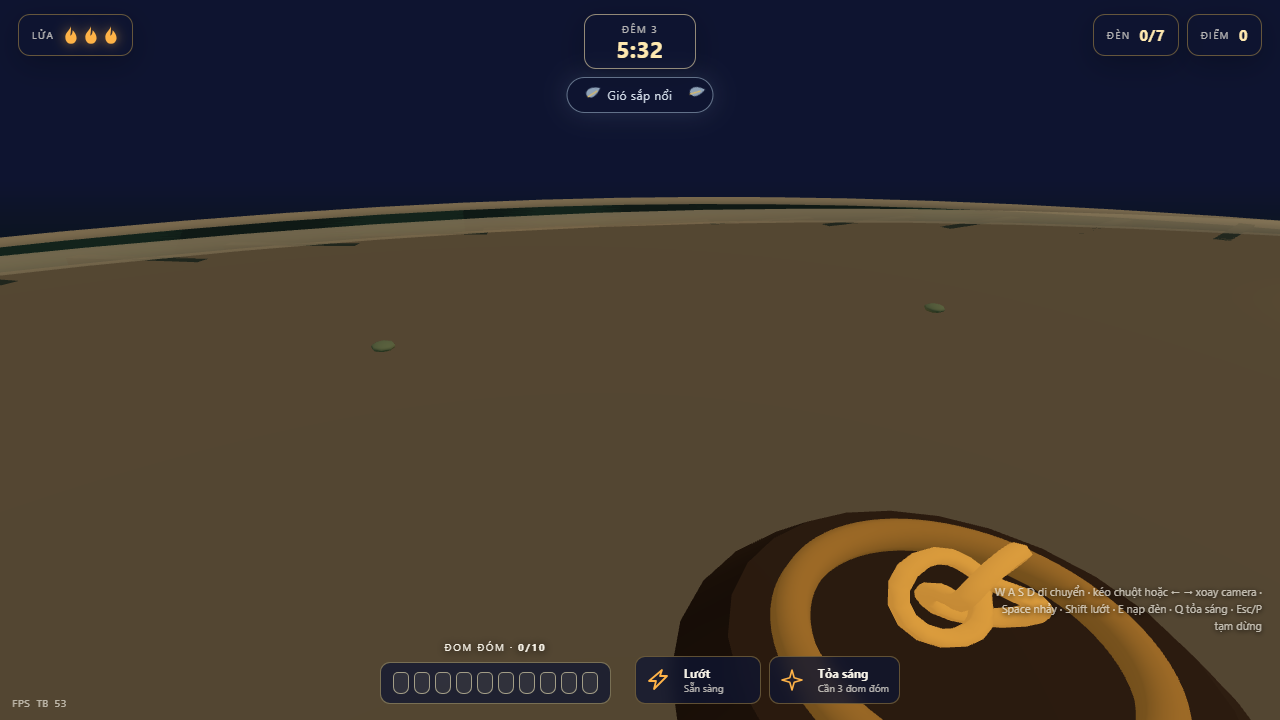 LỬA
ĐÊM 3
5:32
Gió sắp nổi
ĐÈN 0/7
ĐIỂM 0
W A S D di chuyển · kéo chuột hoặc ← → xoay camera ·
Space nhảy · Shift lướt · E nạp đèn · Q tỏa sáng · Esc/P
tạm dừng
ĐOM ĐÓM · 0/10
Lướt
Sẵn sàng
Tỏa sáng
Cần 3 đom đóm
FPS TB 53